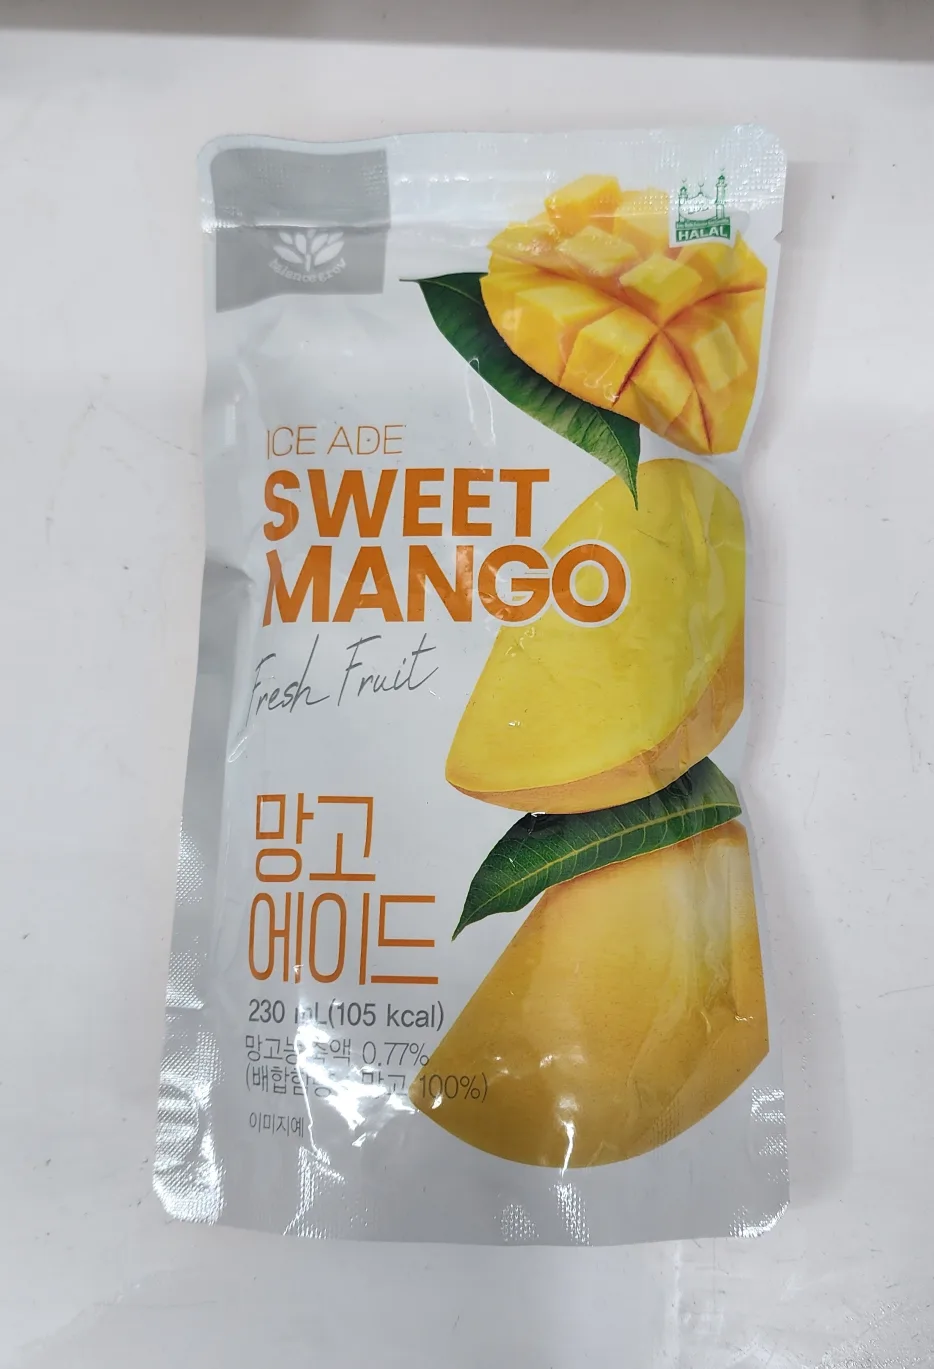 balancegrow
HALAL
ICE ADE
SWEET
MANGO
Fresh Fruit
망고
에이드
230 mL(105 kcal)
망고농축액 0.77%
(배합함량 망고 100%)
이미지예